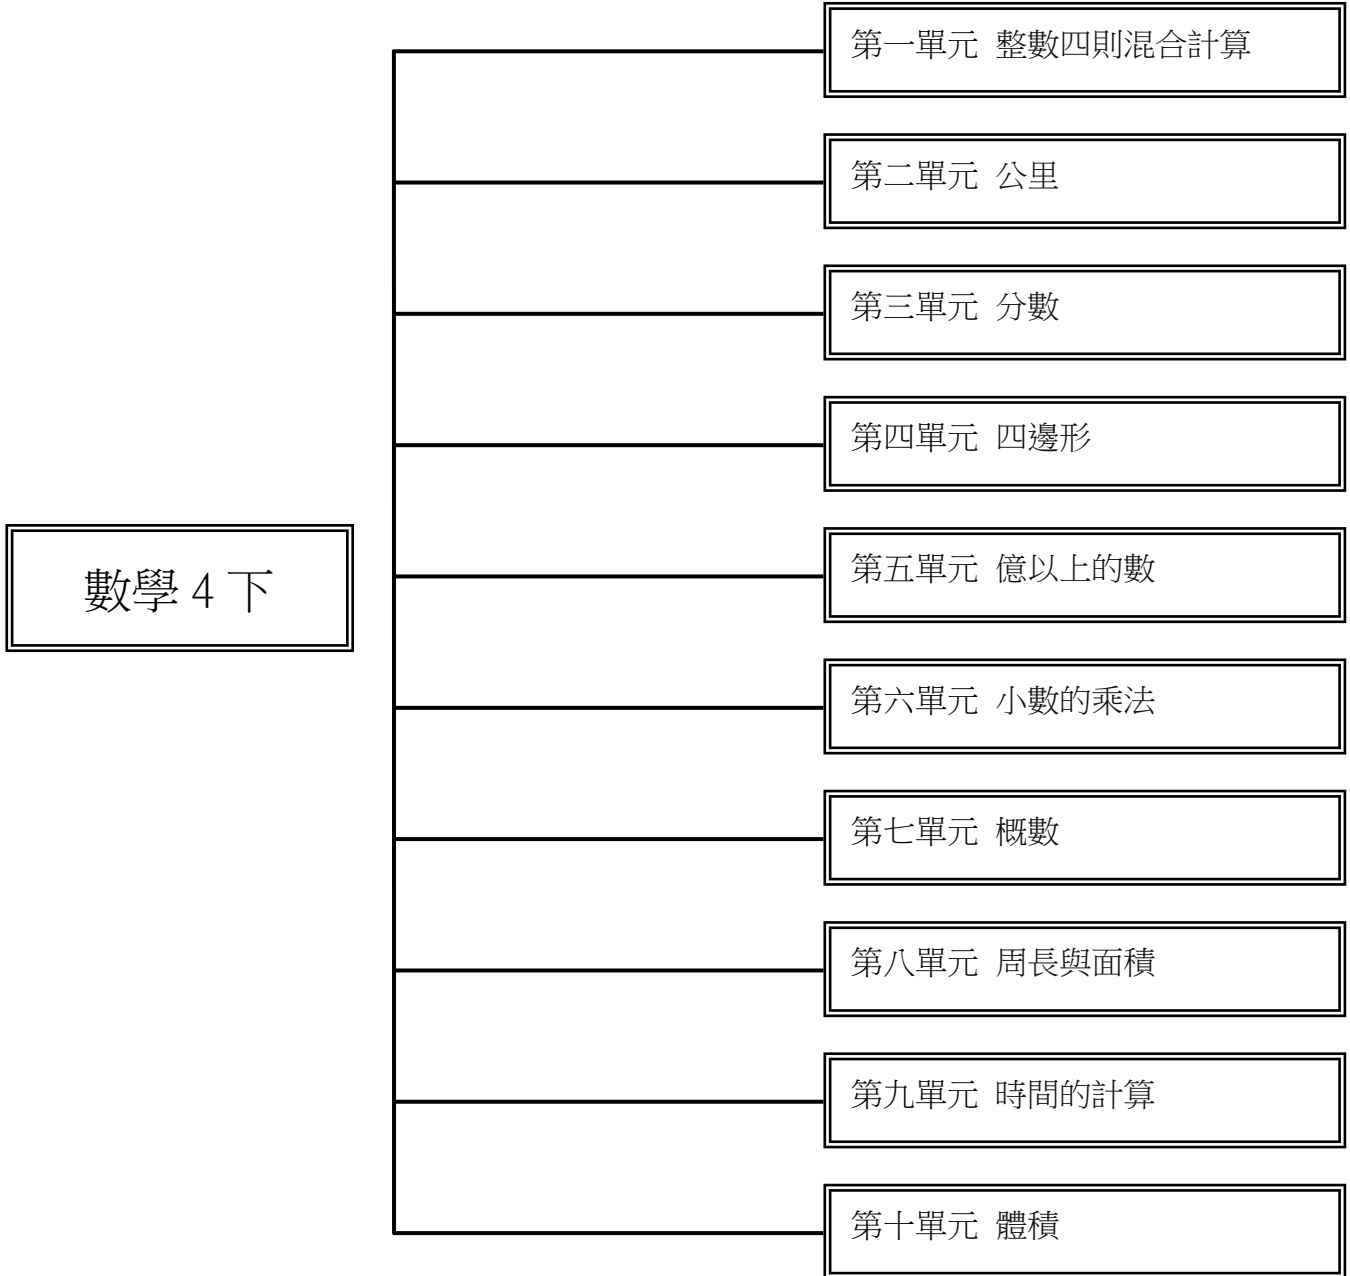 第一單元 整數四則混合計算
第二單元 公里
第三單元 分數
第四單元 四邊形
數學 4 下
第五單元 億以上的數
第六單元 小數的乘法
第七單元 概數
第八單元 周長與面積
第九單元 時間的計算
第十單元 體積